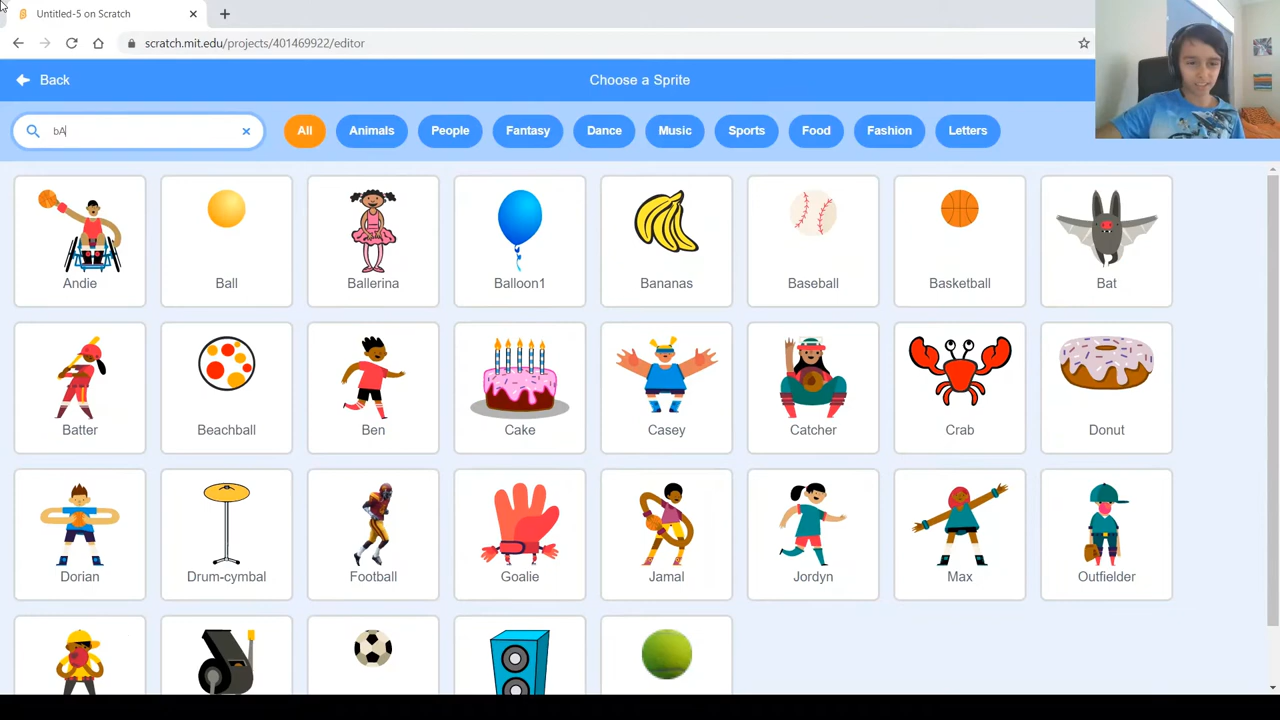 Untitled-5 on Scratch
scratch.mit.edu/projects/401469922/editor
Back
Choose a Sprite
bA
All
Animals
People
Fantasy
Dance
Music
Sports
Food
Fashion
Letters
Andie
Ball
Ballerina
Balloon1
Bananas
Baseball
Basketball
Bat
Batter
Beachball
Ben
Cake
Casey
Catcher
Crab
Donut
Dorian
Drum-cymbal
Football
Goalie
Jamal
Jordyn
Max
Outfielder